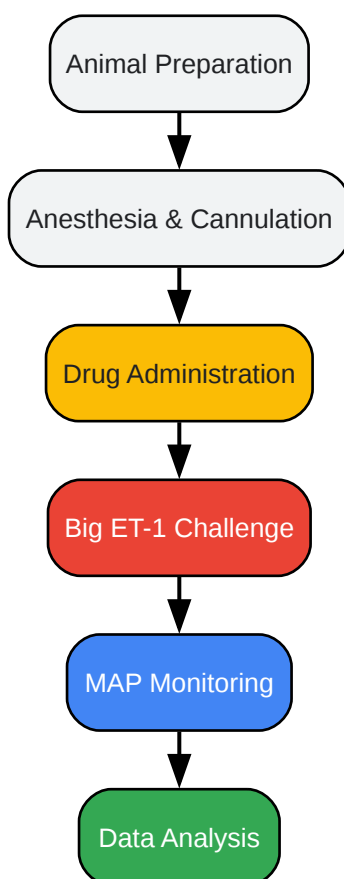 Animal Preparation
Anesthesia & Cannulation
Drug Administration
Big ET-1 Challenge
MAP Monitoring
Data Analysis